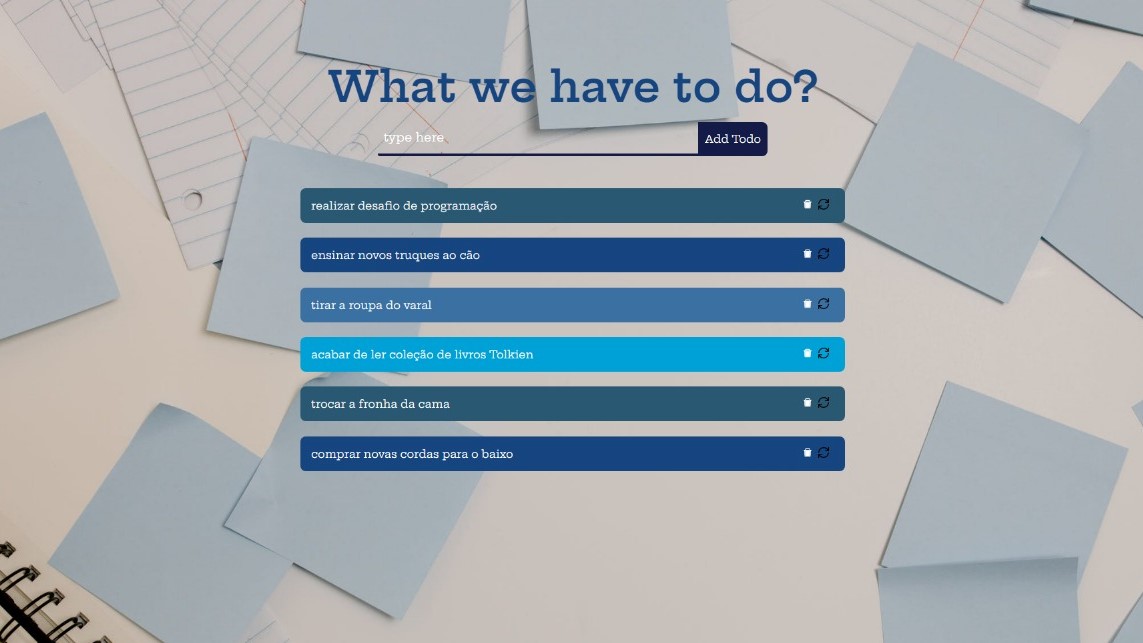 What we have to do?
type here
Add Todo
realizar desafio de programação
ensinar novos truques ao cão
tirar a roupa do varal
acabar de ler coleção de livros Tolkien
trocar a fronha da cama
comprar novas cordas para o baixo